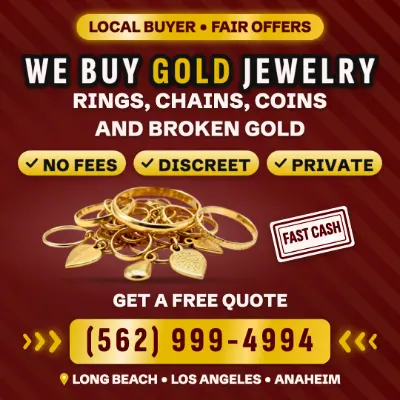 LOCAL BUYER • FAIR OFFERS
WE BUY GOLD JEWELRY
RINGS, CHAINS, COINS
AND BROKEN GOLD
✓ NO FEES ✓ DISCREET ✓ PRIVATE
FAST CASH
GET A FREE QUOTE
(562) 999-4994
LONG BEACH • LOS ANGELES • ANAHEIM